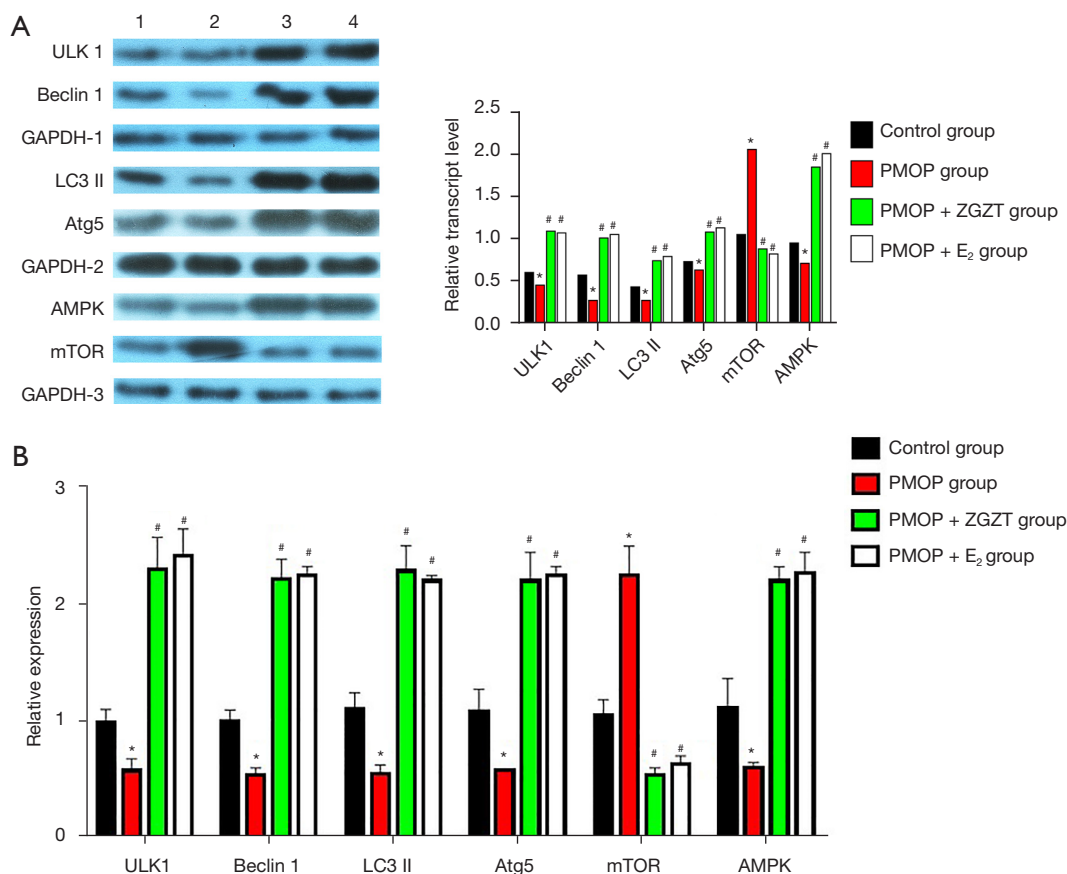 A
1 2 3 4
ULK 1
Beclin 1
GAPDH-1
LC3 II
Atg5
GAPDH-2
AMPK
mTOR
GAPDH-3
Relative transcript level
2.5
2.0
1.5
1.0
0.5
0.0
* # #
* # #
* # #
* # #
* # #
* # #
ULK1 Beclin 1 LC3 II Atg5 mTOR AMPK
Control group
PMOP group
PMOP + ZGZT group
PMOP + E₂ group
B
Relative expression
3
2
1
0
* # #
* # #
* # #
* # #
* # #
* # #
ULK1 Beclin 1 LC3 II Atg5 mTOR AMPK
Control group
PMOP group
PMOP + ZGZT group
PMOP + E₂ group